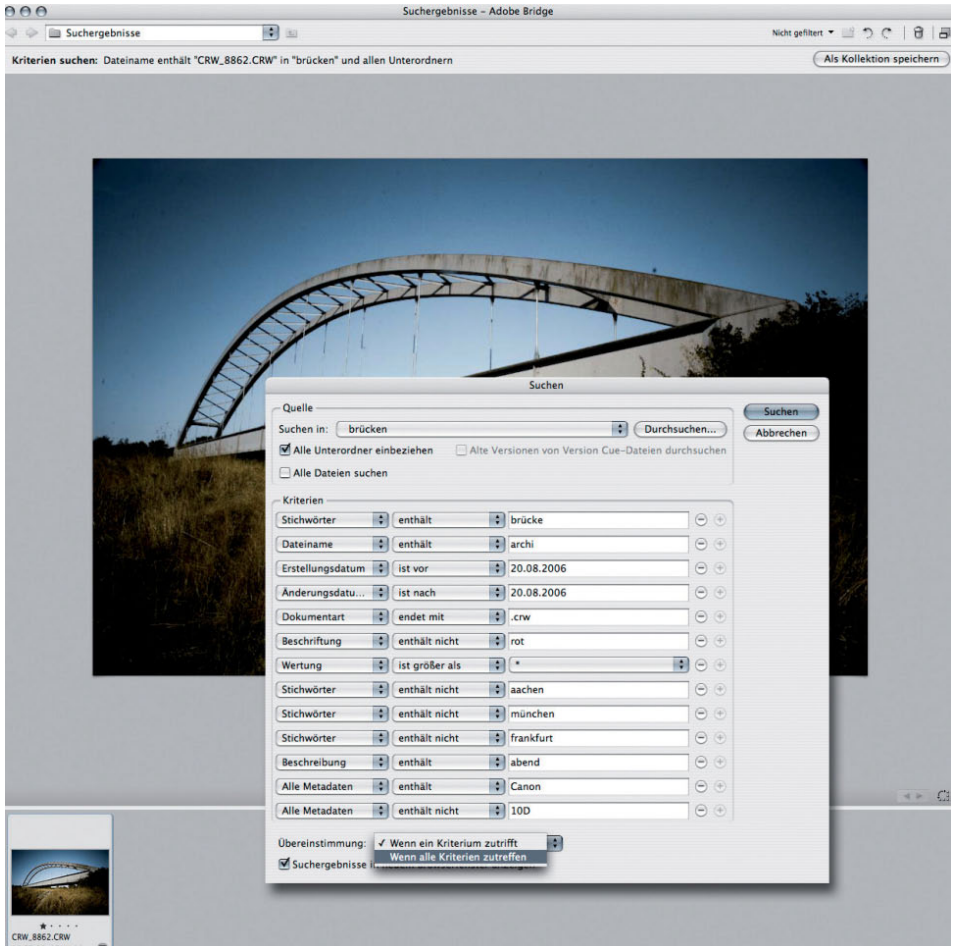 Suchergebnisse – Adobe Bridge
Suchergebnisse
Nicht gefiltert
Kriterien suchen: Dateiname enthält "CRW_8862.CRW" in "brücken" und allen Unterordnern
Als Kollektion speichern
Suchen
Quelle
Suchen in: brücken Durchsuchen... Suchen
Alle Unterordner einbeziehen Alte Versionen von Version Cue-Dateien durchsuchen Abbrechen
Alle Dateien suchen
Kriterien
Stichwörter enthält brücke
Dateiname enthält archi
Erstellungsdatum ist vor 20.08.2006
Änderungsdatu... ist nach 20.08.2006
Dokumentart endet mit .crw
Beschriftung enthält nicht rot
Wertung ist größer als *
Stichwörter enthält nicht aachen
Stichwörter enthält nicht münchen
Stichwörter enthält nicht frankfurt
Beschreibung enthält abend
Alle Metadaten enthält Canon
Alle Metadaten enthält nicht 10D
Übereinstimmung: ✓ Wenn ein Kriterium zutrifft
Wenn alle Kriterien zutreffen
Suchergebnisse
CRW_8862.CRW